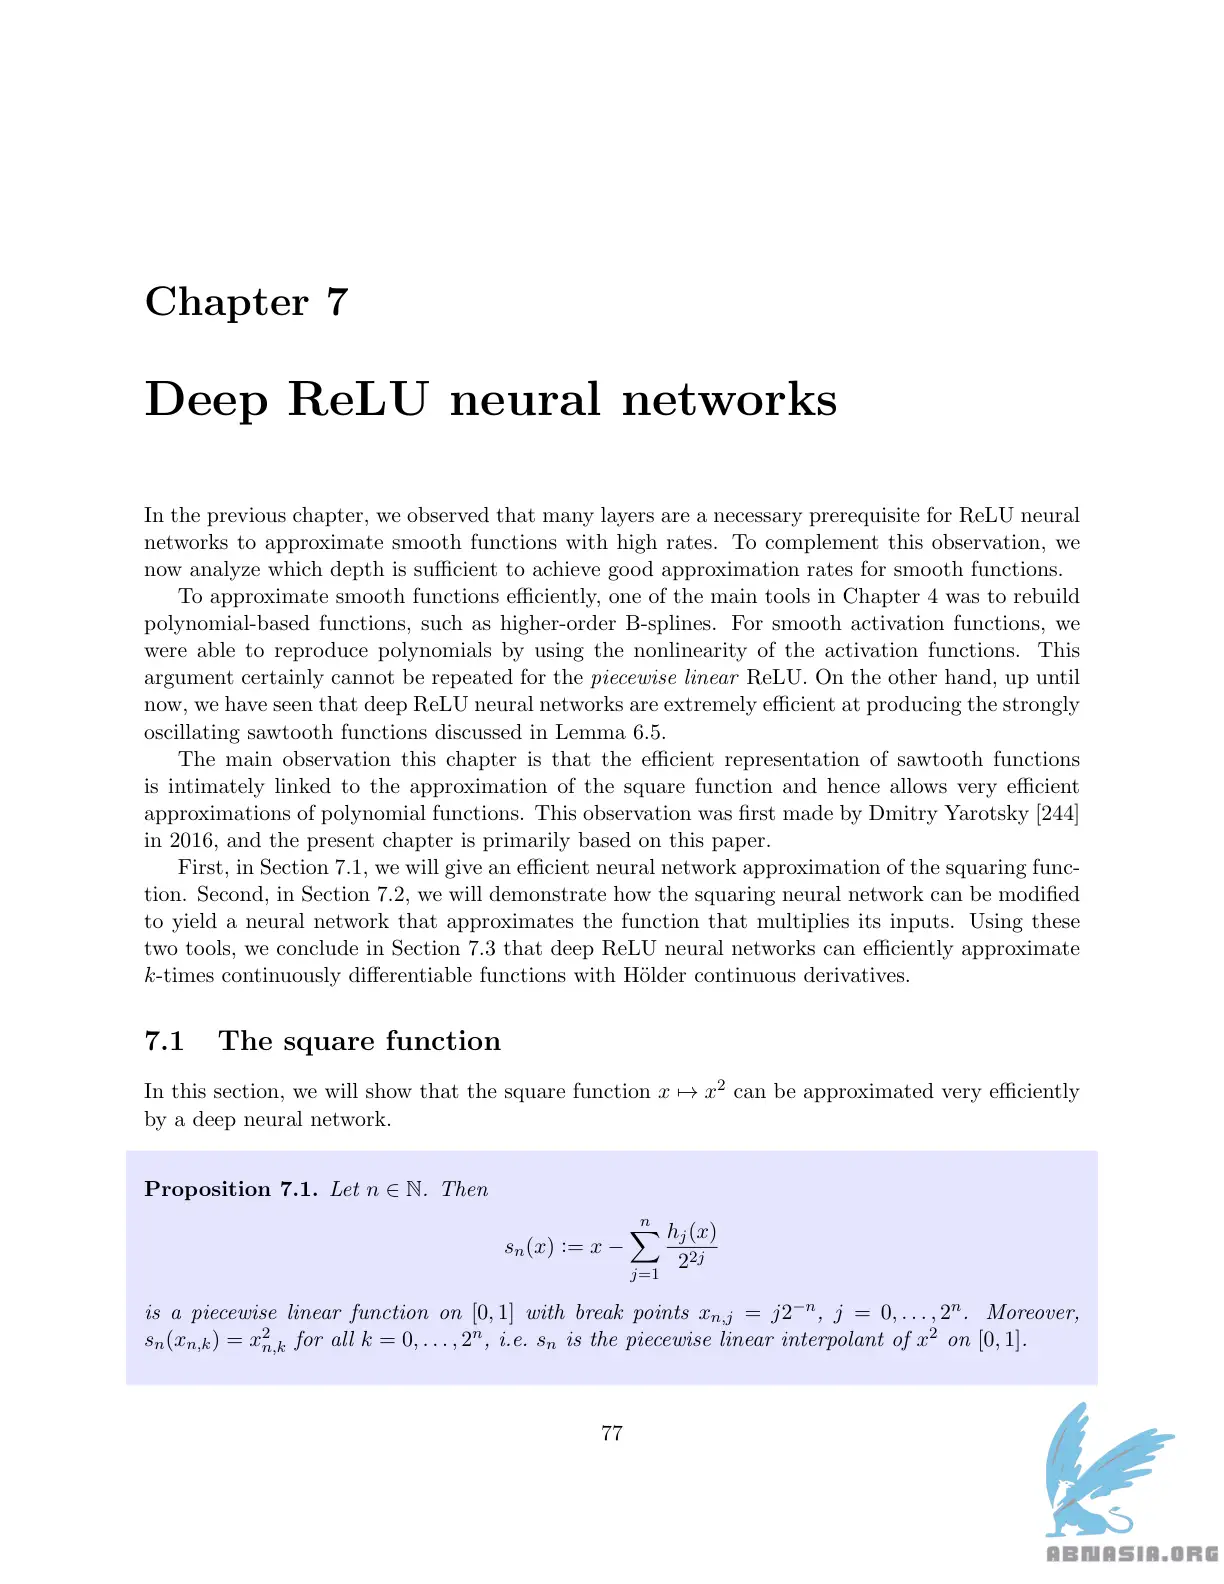 Chapter 7
Deep ReLU neural networks
In the previous chapter, we observed that many layers are a necessary prerequisite for ReLU neural
networks to approximate smooth functions with high rates. To complement this observation, we
now analyze which depth is sufficient to achieve good approximation rates for smooth functions.
To approximate smooth functions efficiently, one of the main tools in Chapter 4 was to rebuild
polynomial-based functions, such as higher-order B-splines. For smooth activation functions, we
were able to reproduce polynomials by using the nonlinearity of the activation functions. This
argument certainly cannot be repeated for the piecewise linear ReLU. On the other hand, up until
now, we have seen that deep ReLU neural networks are extremely efficient at producing the strongly
oscillating sawtooth functions discussed in Lemma 6.5.
The main observation this chapter is that the efficient representation of sawtooth functions
is intimately linked to the approximation of the square function and hence allows very efficient
approximations of polynomial functions. This observation was first made by Dmitry Yarotsky [244]
in 2016, and the present chapter is primarily based on this paper.
First, in Section 7.1, we will give an efficient neural network approximation of the squaring func-
tion. Second, in Section 7.2, we will demonstrate how the squaring neural network can be modified
to yield a neural network that approximates the function that multiplies its inputs. Using these
two tools, we conclude in Section 7.3 that deep ReLU neural networks can efficiently approximate
k-times continuously differentiable functions with Hölder continuous derivatives.
7.1 The square function
In this section, we will show that the square function x ↦ x² can be approximated very efficiently
by a deep neural network.
Proposition 7.1. Let n ∈ ℕ. Then
s_n(x) := x − ∑_{j=1}^{n} h_j(x) / 2^{2j}
is a piecewise linear function on [0, 1] with break points x_{n,j} = j2^{−n}, j = 0, . . . , 2^n. Moreover,
s_n(x_{n,k}) = x²_{n,k} for all k = 0, . . . , 2^n, i.e. s_n is the piecewise linear interpolant of x² on [0, 1].
77
ABNASIA.ORG